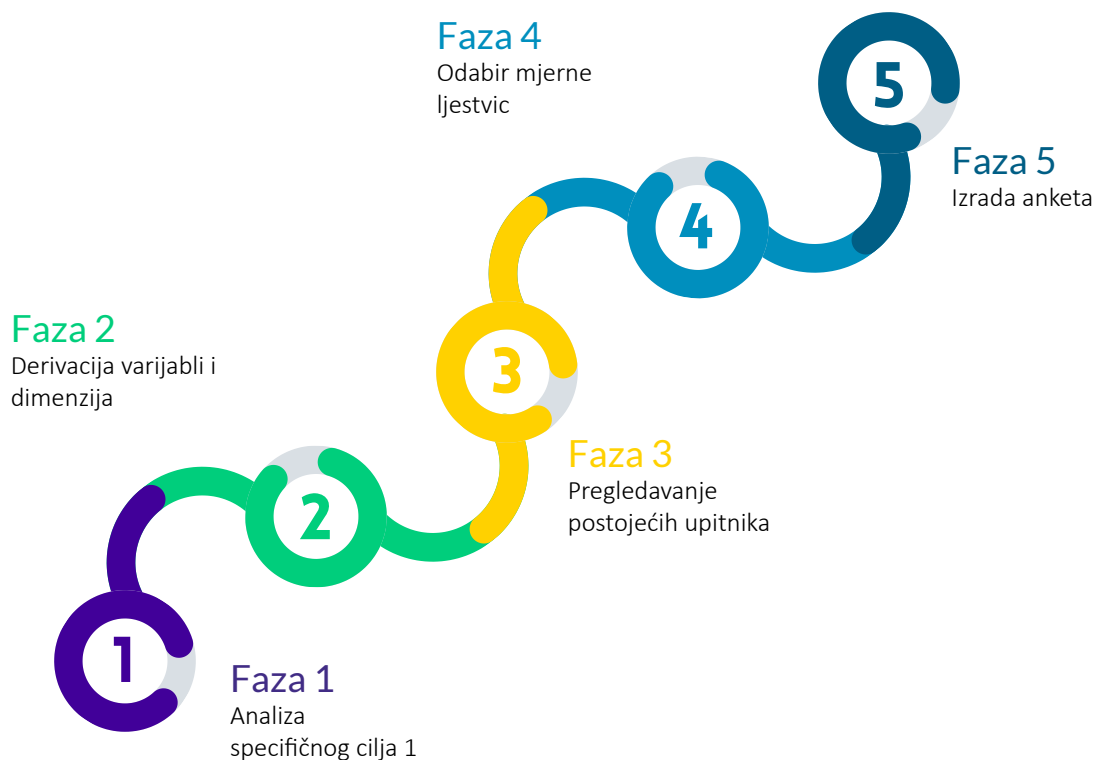 Faza 4
Odabir mjerne
ljestvic
5
Faza 5
Izrada anketa
4
Faza 2
Derivacija varijabli i
dimenzija
3
Faza 3
Pregledavanje
postojećih upitnika
2
1
Faza 1
Analiza
specifičnog cilja 1